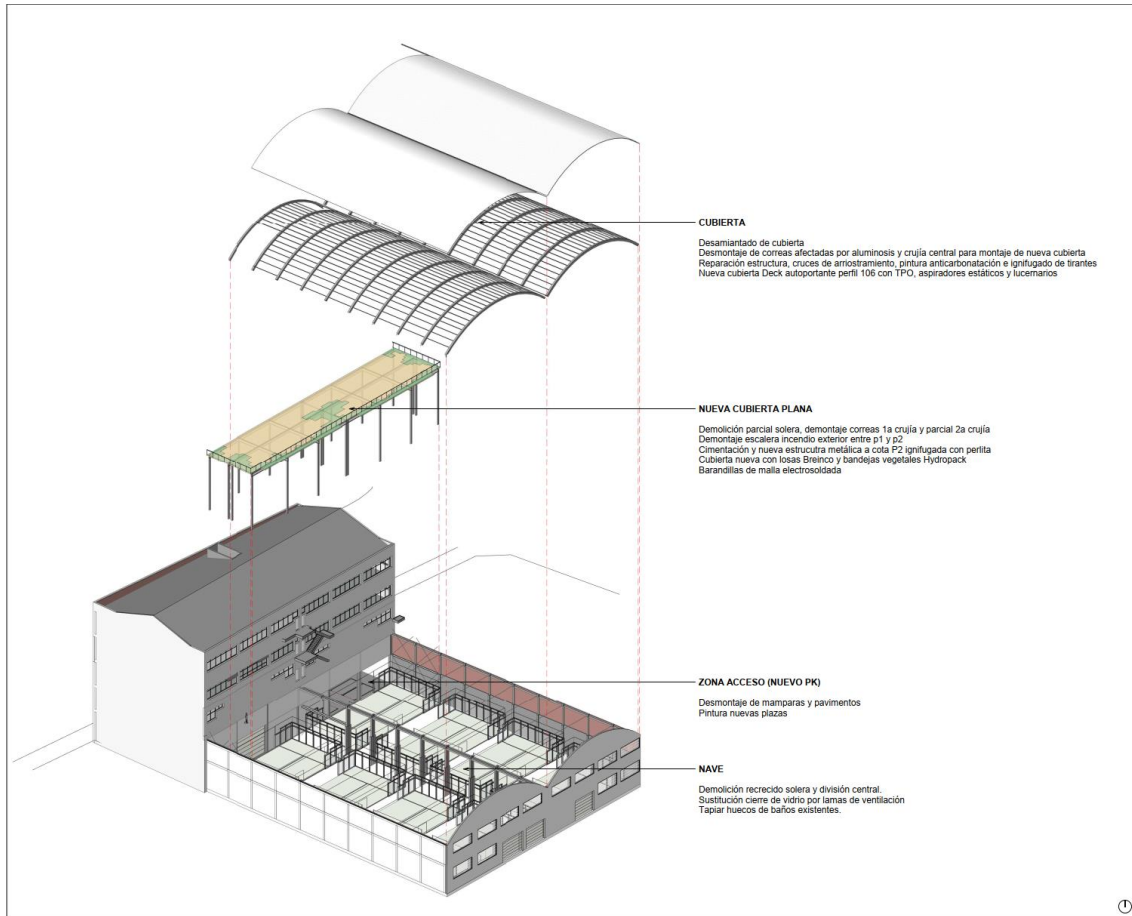 CUBIERTA
Desamiantado de cubierta
Desmontaje de correas afectadas por aluminosis y crujía central para montaje de nueva cubierta
Reparación estructura, cruces de arriostramiento, pintura anticarbonatación e ignifugado de tirantes
Nueva cubierta Deck autoportante perfil 106 con TPO, aspiradores estáticos y lucernarios
NUEVA CUBIERTA PLANA
Demolición parcial solera, demontaje correas 1a crujía y parcial 2a crujía
Demontaje escalera incendio exterior entre p1 y p2
Cimentación y nueva estrucutra metálica a cota P2 ignifugada con perlita
Cubierta nueva con losas Breinco y bandejas vegetales Hydropack
Barandillas de malla electrosoldada
ZONA ACCESO (NUEVO PK)
Desmontaje de mamparas y pavimentos
Pintura nuevas plazas
NAVE
Demolición recrecido solera y división central.
Sustitución cierre de vidrio por lamas de ventilación
Tapiar huecos de baños existentes.